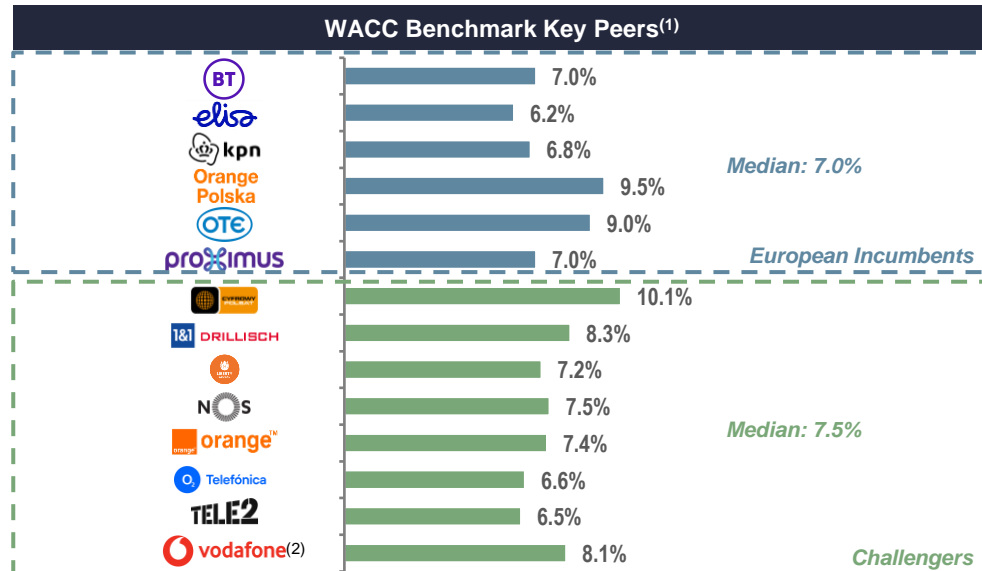 WACC Benchmark Key Peers(1)
BT
7.0%
elisa
6.2%
kpn
6.8%
Median: 7.0%
Orange
Polska
9.5%
OTE
9.0%
proximus
7.0%
European Incumbents
CYFROWY
POLSAT
10.1%
1&1 DRILLISCH
8.3%
7.2%
NOS
7.5%
Median: 7.5%
orange orange™
7.4%
O2 Telefónica
6.6%
TELE2
6.5%
vodafone(2)
8.1%
Challengers